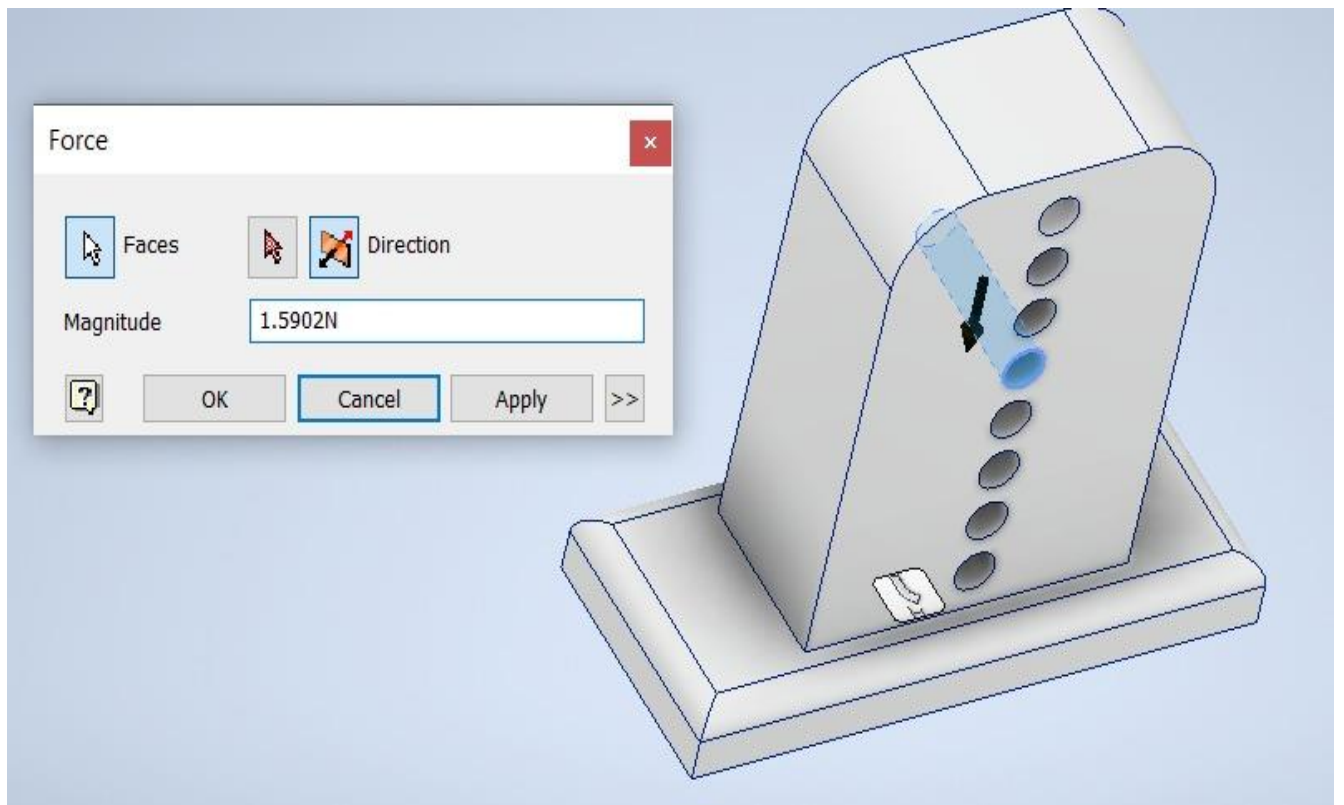 Force
x
Faces
Direction
Magnitude
1.5902N
?
OK
Cancel
Apply
>>